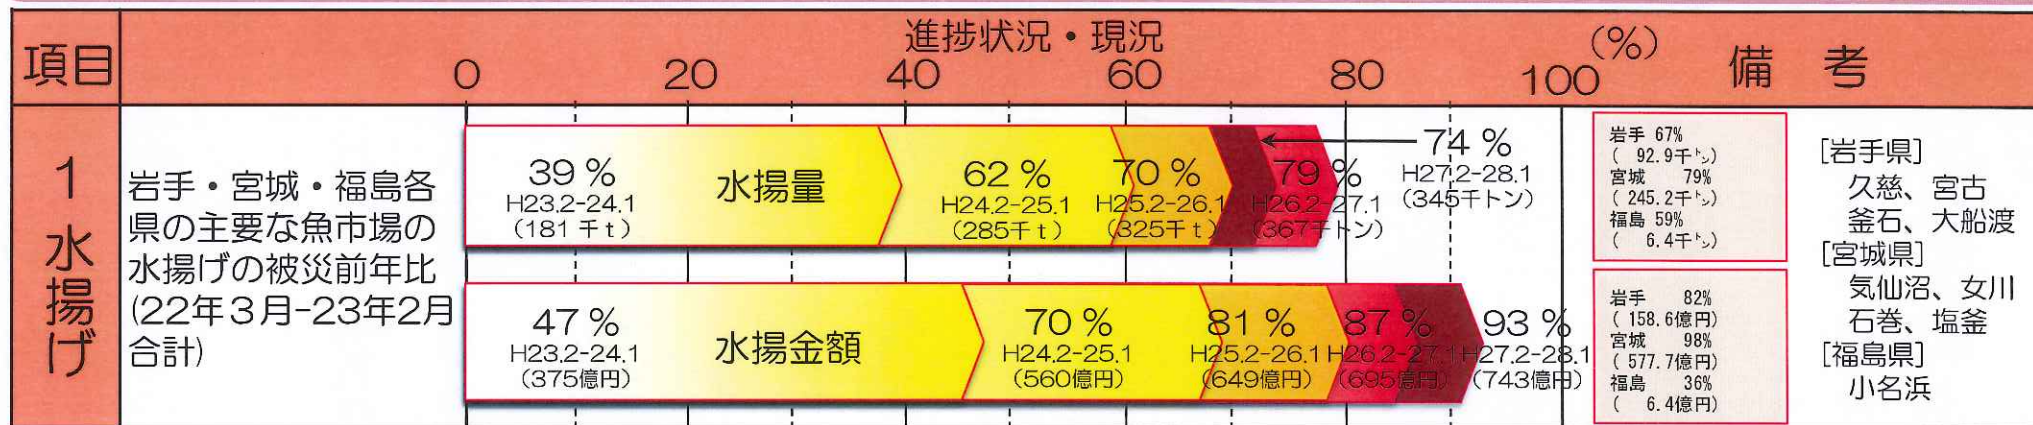 項目
進捗状況・現況
0 20 40 60 80 100
(%)
備 考
1
水揚げ
岩手・宮城・福島各
県の主要な魚市場の
水揚げの被災前年比
(22年3月-23年2月
合計)
39 %
H23.2-24.1
(181 千t)
水揚量
62 %
H24.2-25.1
(285千t)
70 %
H25.2-26.1
(325千t)
79 %
H26.2-27.1
(367千トン)
74 %
H27.2-28.1
(345千トン)
47 %
H23.2-24.1
(375億円)
水揚金額
70 %
H24.2-25.1
(560億円)
81 %
H25.2-26.1
(649億円)
87 %
H26.2-27.1
(695億円)
93 %
H27.2-28.1
(743億円)
岩手 67%
( 92.9千㌧)
宮城 79%
( 245.2千㌧)
福島 59%
( 6.4千㌧)
岩手 82%
( 158.6億円)
宮城 98%
( 577.7億円)
福島 36%
( 6.4億円)
[岩手県]
久慈、宮古
釜石、大船渡
[宮城県]
気仙沼、女川
石巻、塩釜
[福島県]
小名浜